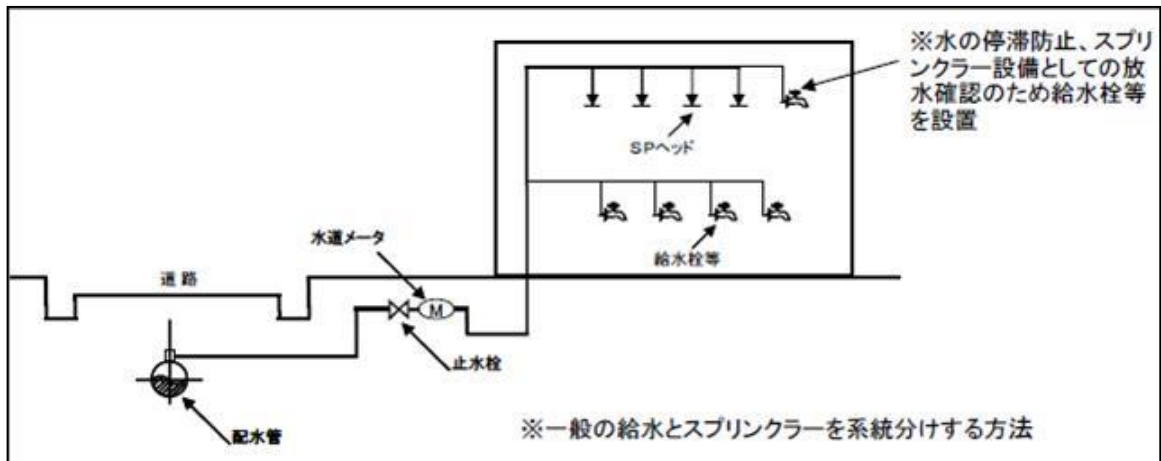 ※水の停滞防止、スプリ
ンクラー設備としての放
水確認のため給水栓等
を設置
SPヘッド
水道メータ
給水栓等
道路
M
止水栓
配水管
※一般の給水とスプリンクラーを系統分けする方法